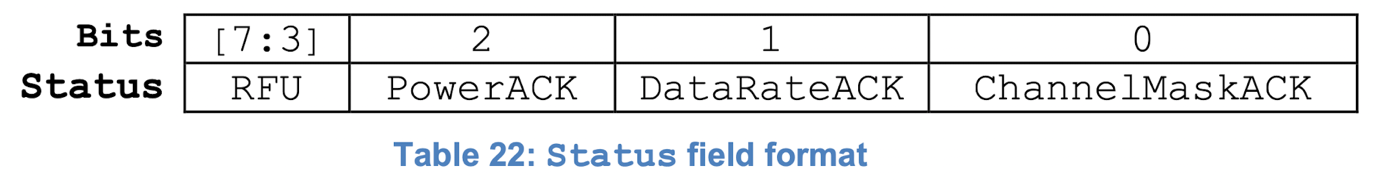 Bits [7:3] 2 1 0
Status RFU PowerACK DataRateACK ChannelMaskACK
Table 22: Status field format